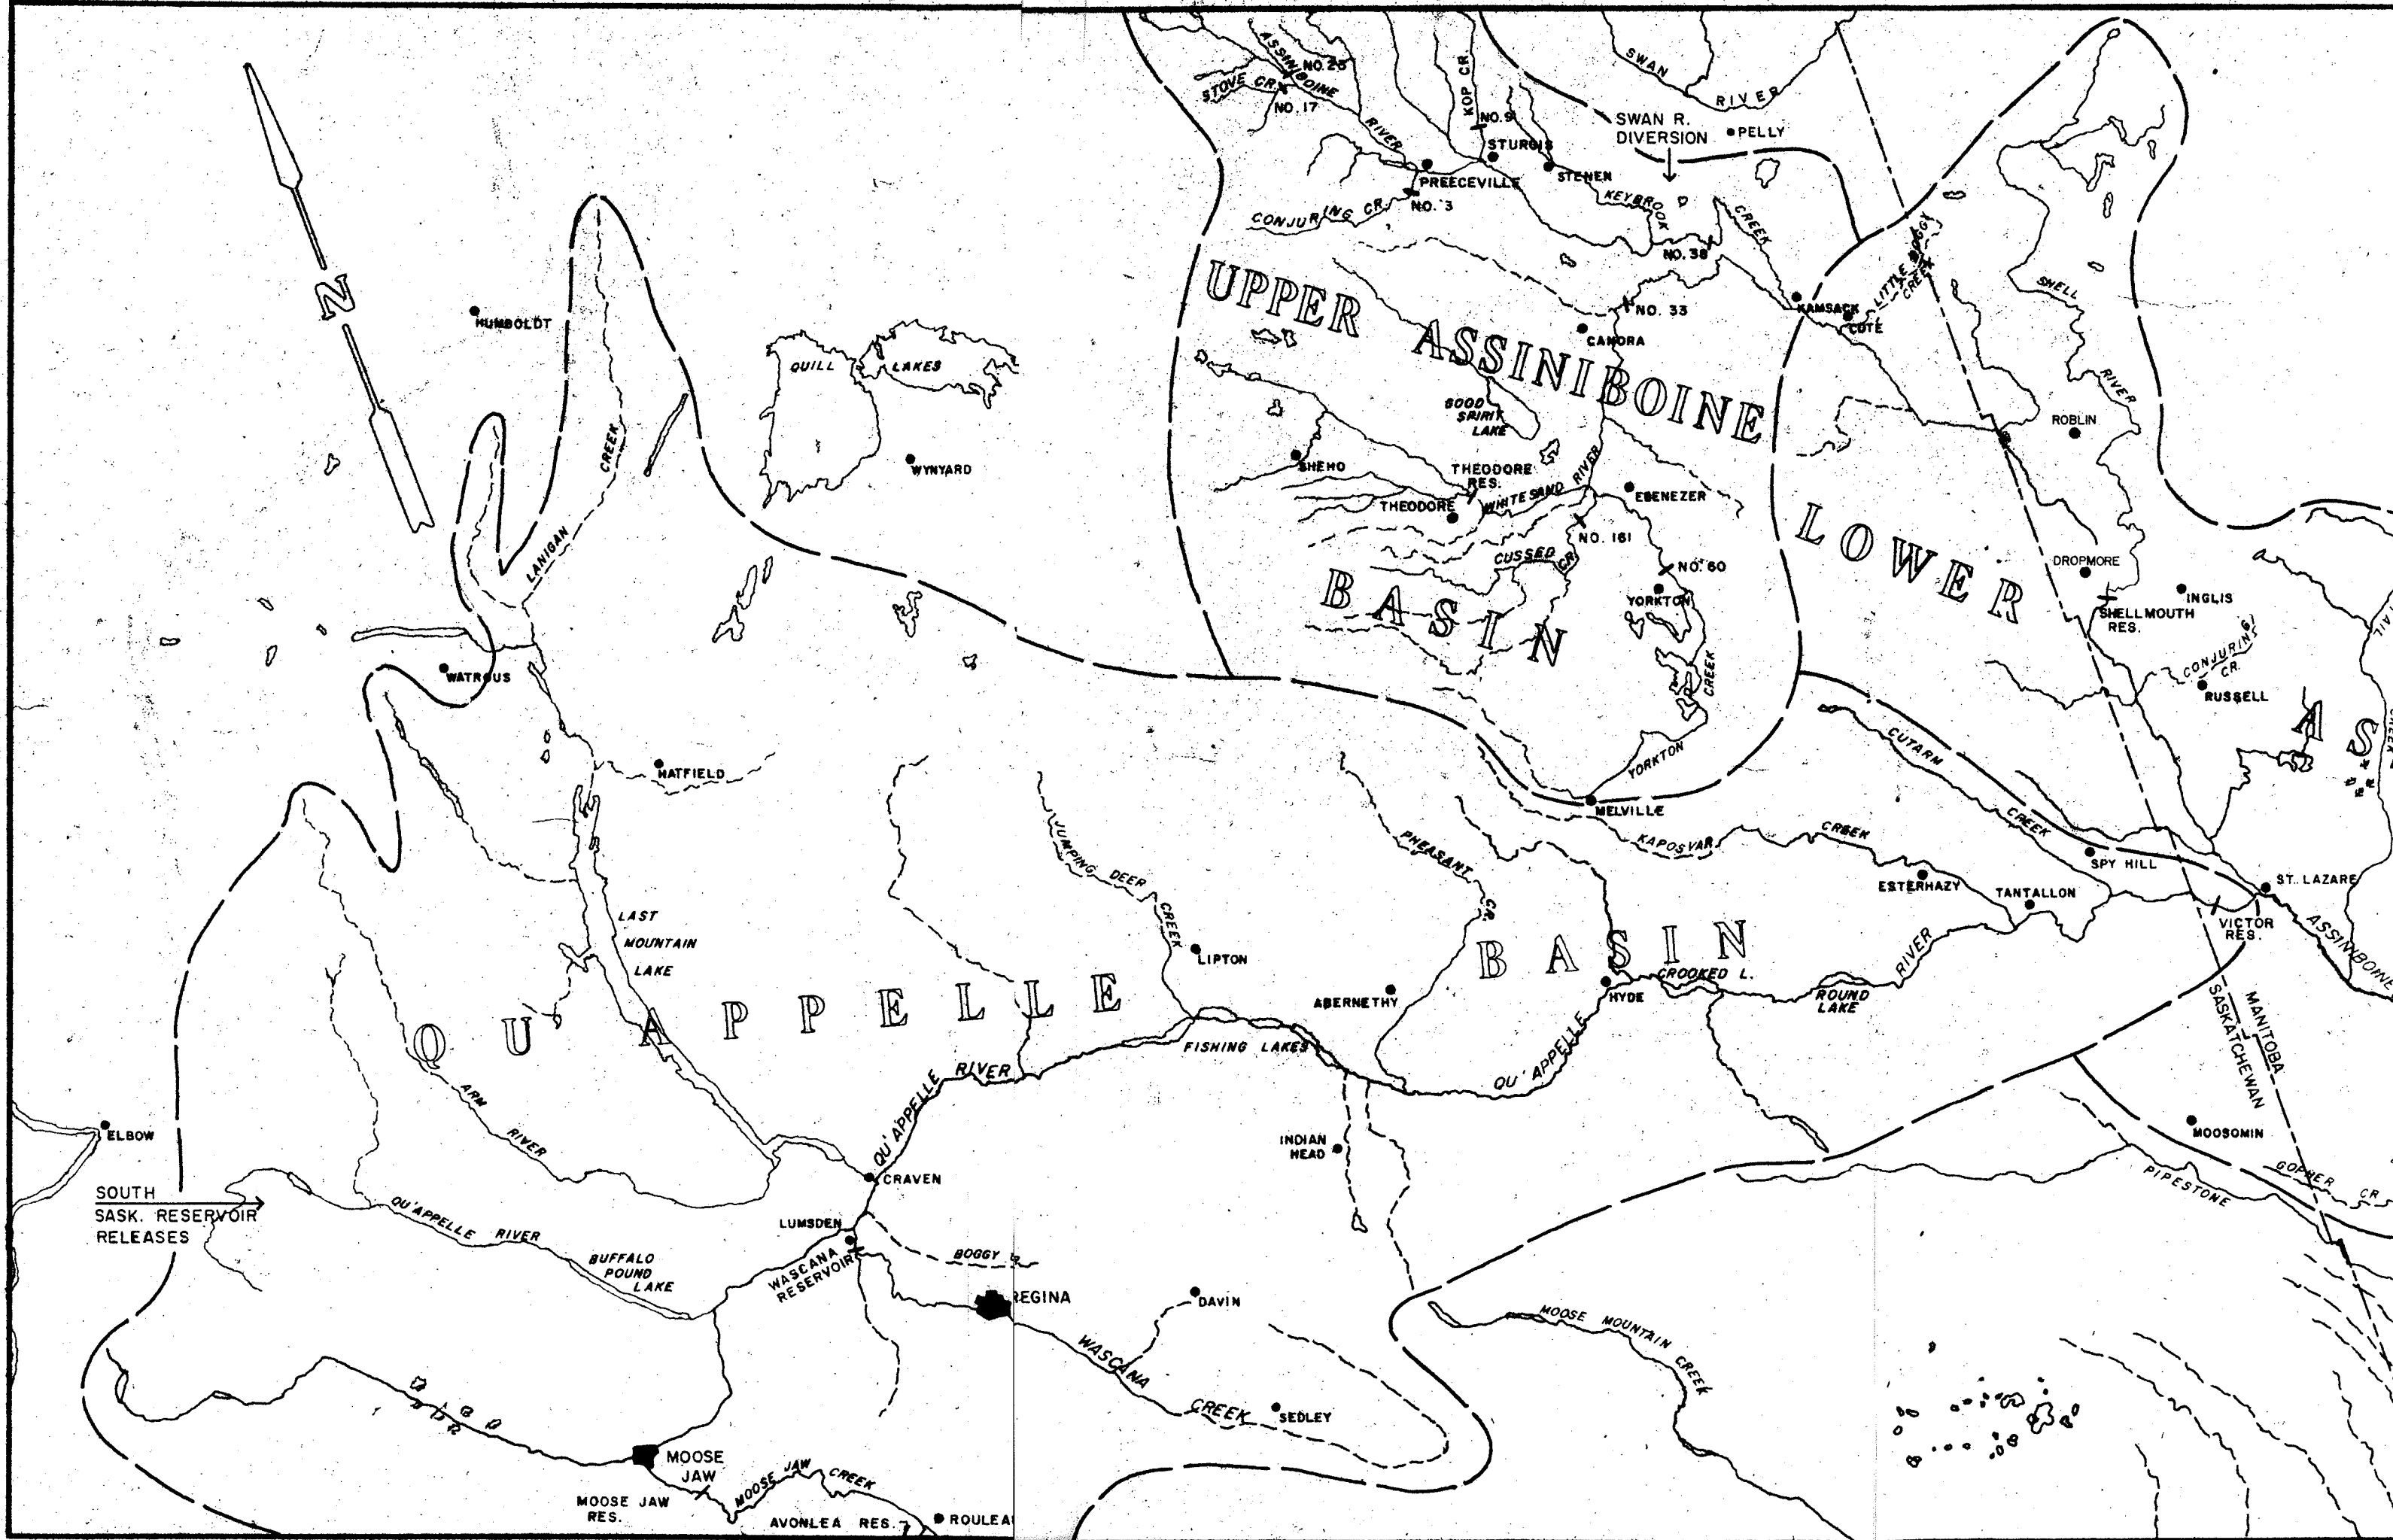 ASSINIBOINE
RIVER
NO. 25
STOVE CR.
NO. 17
KOP CR.
NO. 9
STURGIS
PREECEVILLE
STENEN
NO. 3
CONJURING CR.
SWAN
RIVER
SWAN R.
DIVERSION
PELLY
KEYBROOK
CREEK
NO. 38
KAMSACK
COTE
LITTLE BOGGY
CREEK
SHELL
RIVER
NO. 33
CANORA
UPPER ASSINIBOINE
BASIN
N
HUMBOLDT
QUILL LAKES
WYNYARD
LANIGAN
CREEK
GOOD
SPIRIT
LAKE
SHEHO
THEODORE
RES.
THEODORE
WHITESAND RIVER
EBENEZER
NO. 161
CUSSED
CR.
NO. 60
YORKTON
YORKTON
CREEK
LOWER
AS
ROBLIN
DROPMORE
INGLIS
SHELLMOUTH
RES.
CONJURING
CR.
RUSSELL
WATROUS
HATFIELD
MELVILLE
CUTARM
CREEK
SPY HILL
KAPOSVAR
CREEK
ESTERHAZY
TANTALLON
ST. LAZARE
VICTOR
RES.
ASSINIBOINE
PHEASANT
CR.
JUMPING DEER
CREEK
LIPTON
LAST
MOUNTAIN
LAKE
QU'APPELLE
BASIN
ABERNETHY
HYDE
CROOKED L.
ROUND
LAKE
RIVER
QU'APPELLE
FISHING LAKES
QU'APPELLE RIVER
MANITOBA
SASKATCHEWAN
ARM
RIVER
ELBOW
SOUTH
SASK. RESERVOIR
RELEASES
QU'APPELLE RIVER
BUFFALO
POUND
LAKE
CRAVEN
LUMSDEN
WASCANA
RESERVOIR
BOGGY
REGINA
INDIAN
HEAD
MOOSOMIN
GOPHER CR.
PIPESTONE
DAVIN
WASCANA
CREEK
SEDLEY
MOOSE MOUNTAIN CREEK
MOOSE
JAW
MOOSE JAW
RES.
MOOSE JAW CREEK
AVONLEA RES.
ROULEA